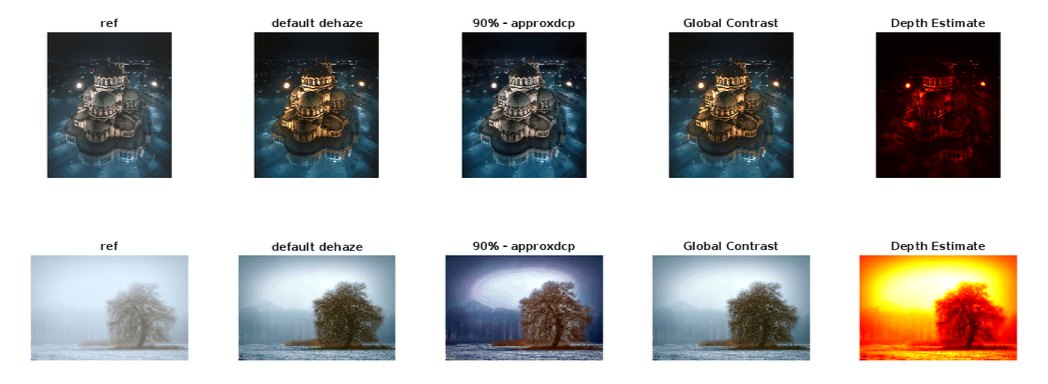 ref
default dehaze
90% - approxdcp
Global Contrast
Depth Estimate
ref
default dehaze
90% - approxdcp
Global Contrast
Depth Estimate